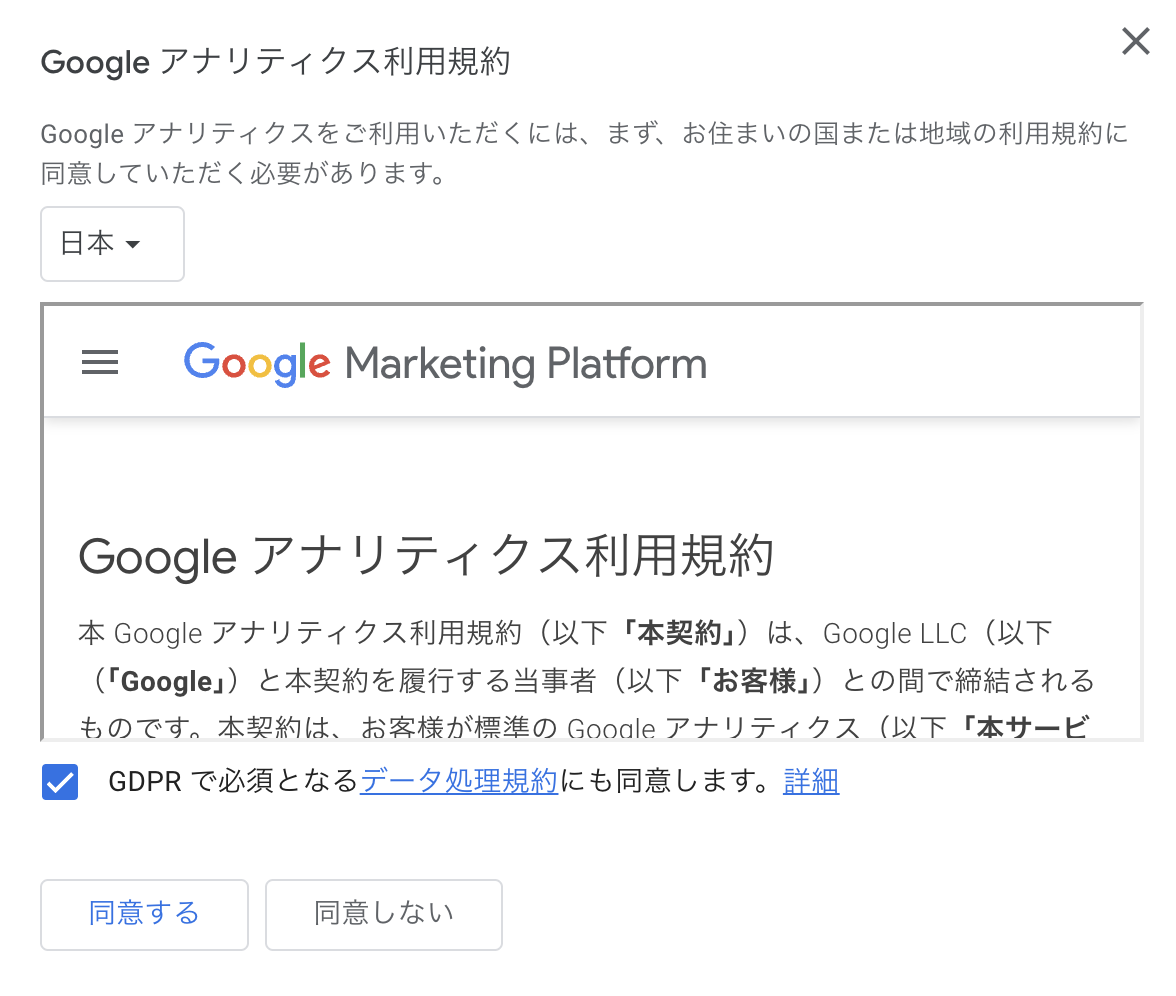 Google アナリティクス利用規約
Google アナリティクスをご利用いただくには、まず、お住まいの国または地域の利用規約に
同意していただく必要があります。
日本
Google Marketing Platform
Google アナリティクス利用規約
本 Google アナリティクス利用規約（以下「本契約」）は、Google LLC（以下
（「Google」）と本契約を履行する当事者（以下「お客様」）との間で締結される
ものです。本契約は、お客様が標準の Google アナリティクス（以下「本サービ
GDPR で必須となるデータ処理規約にも同意します。詳細
同意する
同意しない